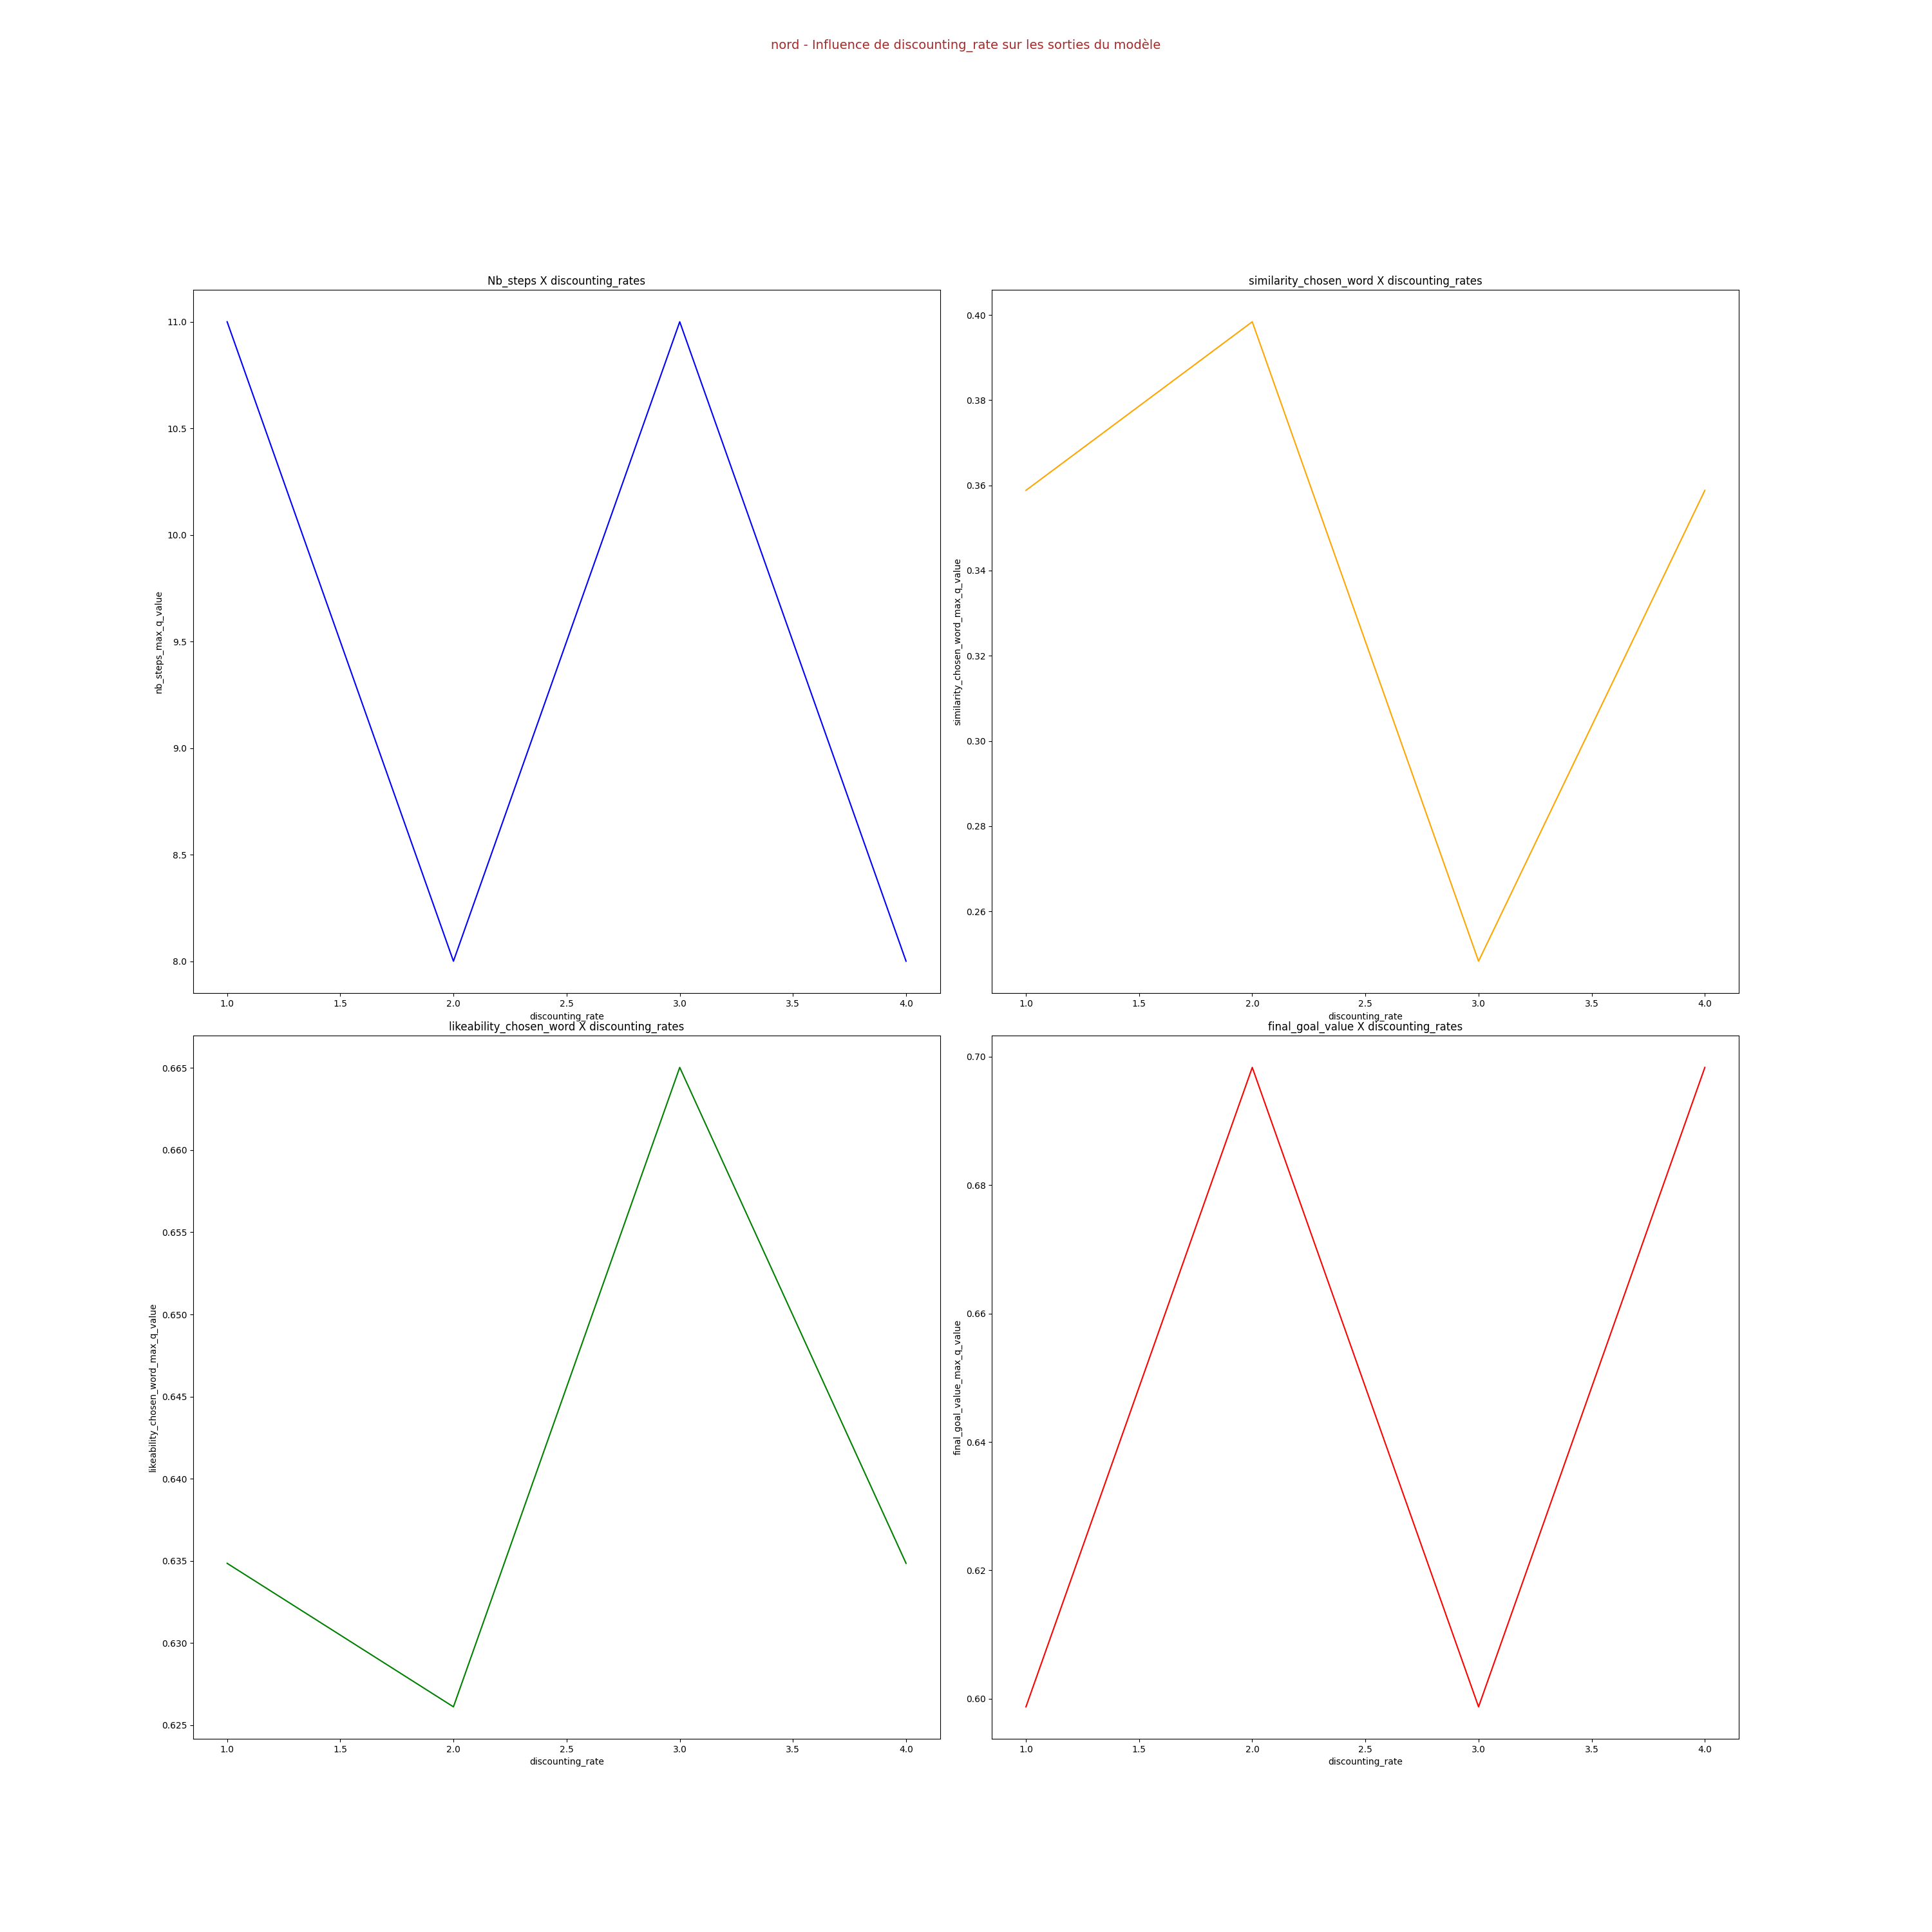 nord - Influence de discounting_rate sur les sorties du modèle
Nb_steps X discounting_rates
11.0
10.5
10.0
9.5
9.0
8.5
8.0
nb_steps_max_q_value
1.0 1.5 2.0 2.5 3.0 3.5 4.0
discounting_rate
similarity_chosen_word X discounting_rates
0.40
0.38
0.36
0.34
0.32
0.30
0.28
0.26
similarity_chosen_word_max_q_value
1.0 1.5 2.0 2.5 3.0 3.5 4.0
discounting_rate
likeability_chosen_word X discounting_rates
0.665
0.660
0.655
0.650
0.645
0.640
0.635
0.630
0.625
likeability_chosen_word_max_q_value
1.0 1.5 2.0 2.5 3.0 3.5 4.0
discounting_rate
final_goal_value X discounting_rates
0.70
0.68
0.66
0.64
0.62
0.60
final_goal_value_max_q_value
1.0 1.5 2.0 2.5 3.0 3.5 4.0
discounting_rate